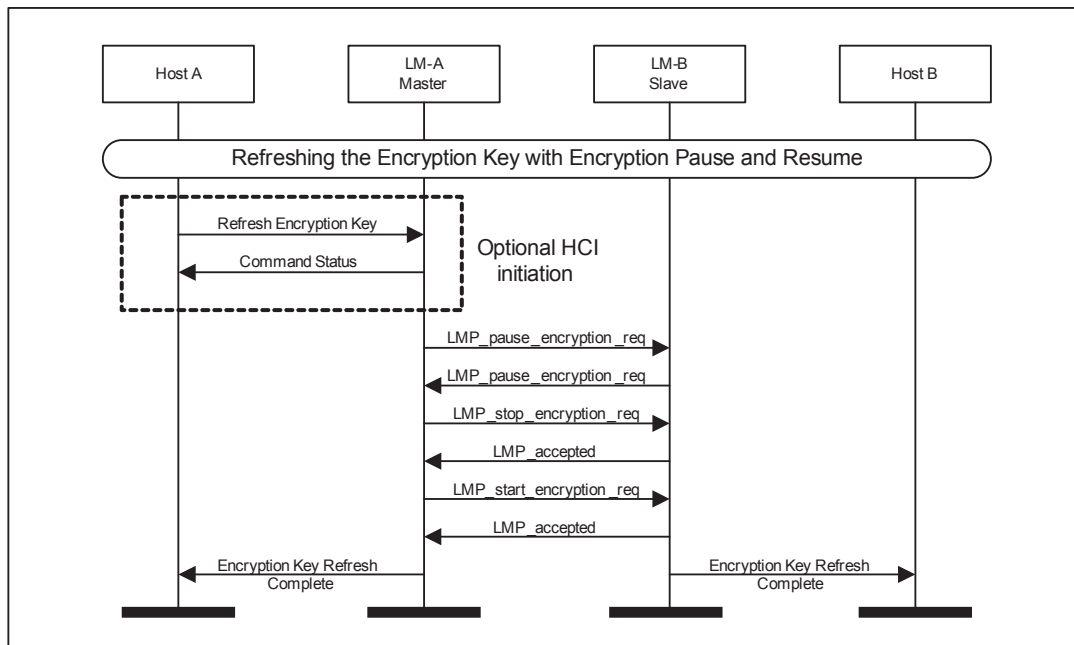 Host A
LM-A
Master
LM-B
Slave
Host B
Refreshing the Encryption Key with Encryption Pause and Resume
Refresh Encryption Key
Command Status
Optional HCI
initiation
LMP_pause_encryption_req
LMP_pause_encryption_req
LMP_stop_encryption_req
LMP_accepted
LMP_start_encryption_req
LMP_accepted
Encryption Key Refresh
Complete
Encryption Key Refresh
Complete